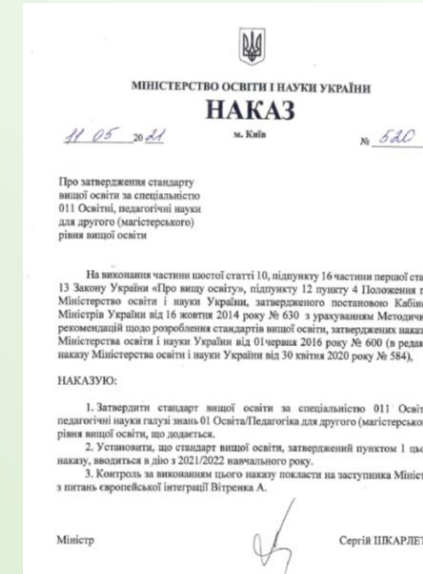 МІНІСТЕРСТВО ОСВІТИ І НАУКИ УКРАЇНИ
НАКАЗ
11 05 2021 м. Київ № 520
Про затвердження стандарту
вищої освіти за спеціальністю
011 Освітні, педагогічні науки
для другого (магістерського)
рівня вищої освіти
На виконання частини шостої статті 10, підпункту 16 частини першої ста
13 Закону України «Про вищу освіту», підпункту 12 пункту 4 Положення п
Міністерство освіти і науки України, затвердженого постановою Кабіне
Міністрів України від 16 жовтня 2014 року № 630 з урахуванням Методичн
рекомендацій щодо розроблення стандартів вищої освіти, затверджених наказ
Міністерства освіти і науки України від 01червня 2016 року № 600 (в редак
наказу Міністерства освіти і науки України від 30 квітня 2020 року № 584),
НАКАЗУЮ:
1. Затвердити стандарт вищої освіти за спеціальністю 011 Освіт
педагогічні науки галузі знань 01 Освіта/Педагогіка для другого (магістерсько
рівня вищої освіти, що додається.
2. Установити, що стандарт вищої освіти, затверджений пунктом 1 цьо
наказу, вводиться в дію з 2021/2022 навчального року.
3. Контроль за виконанням цього наказу покласти на заступника Мініст
з питань європейської інтеграції Вітренка А.
Міністр Сергій ШКАРЛЕТ